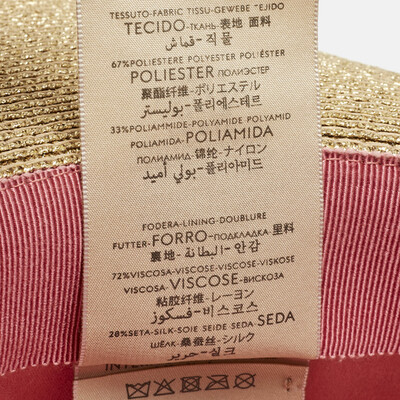 TESSUTO-FABRIC TISSU-GEWEBE TEJIDO
TECIDO-ТКАНЬ-表地 面料
직물-قماش
67%POLIESTERE POLYESTER POLIÉSTER
POLIESTER ПОЛИЭСТЕР
聚酯纤维-ポリエステル
폴리에스테르-بوليستر
33%POLIAMMIDE-POLYAMIDE POLYAMID
POLIAMIDA-POLIAMIDA
ПОЛИАМИД-锦纶-ナイロン
폴리아미드-بولي أميد
FODERA-LINING-DOUBLURE
FUTTER-FORRO-ПОДКЛАДКА-里料
裏地-البطانة-안감
72%VISCOSA-VISCOSE-VISCOSE-VISKOSE
VISCOSA-VISCOSE-ВИСКОЗА
粘胶纤维-レーヨン
비스코스-فسكوز
28%SETA-SILK-SOIE SEIDE SEDA SEDA
ШЁЛК-桑蚕丝-シルク
실크-حرير